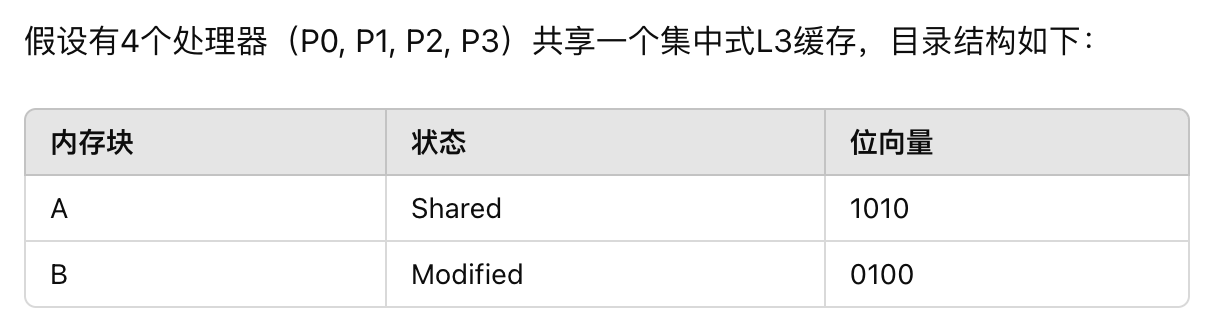 假设有4个处理器（P0, P1, P2, P3）共享一个集中式L3缓存，目录结构如下：
内存块 状态 位向量
A Shared 1010
B Modified 0100